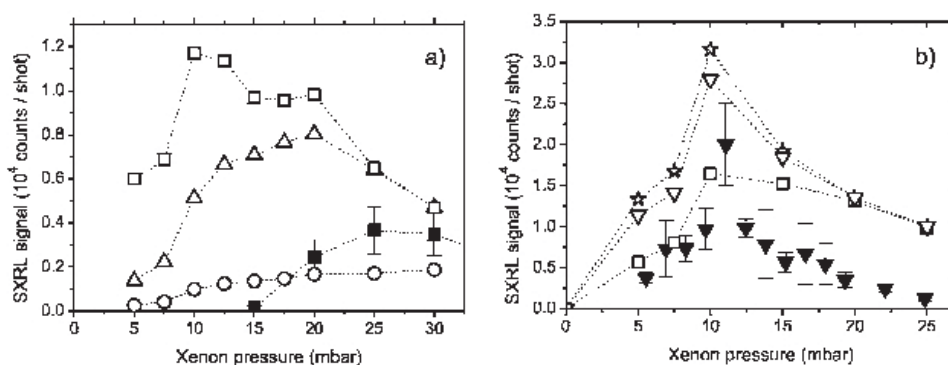 a)
SXRL signal (10⁴ counts / shot)
1.2
1.0
0.8
0.6
0.4
0.2
0.0
0 5 10 15 20 25 30
Xenon pressure (mbar)
b)
SXRL signal (10⁴ counts / shot)
3.5
3.0
2.5
2.0
1.5
1.0
0.5
0.0
0 5 10 15 20 25
Xenon pressure (mbar)